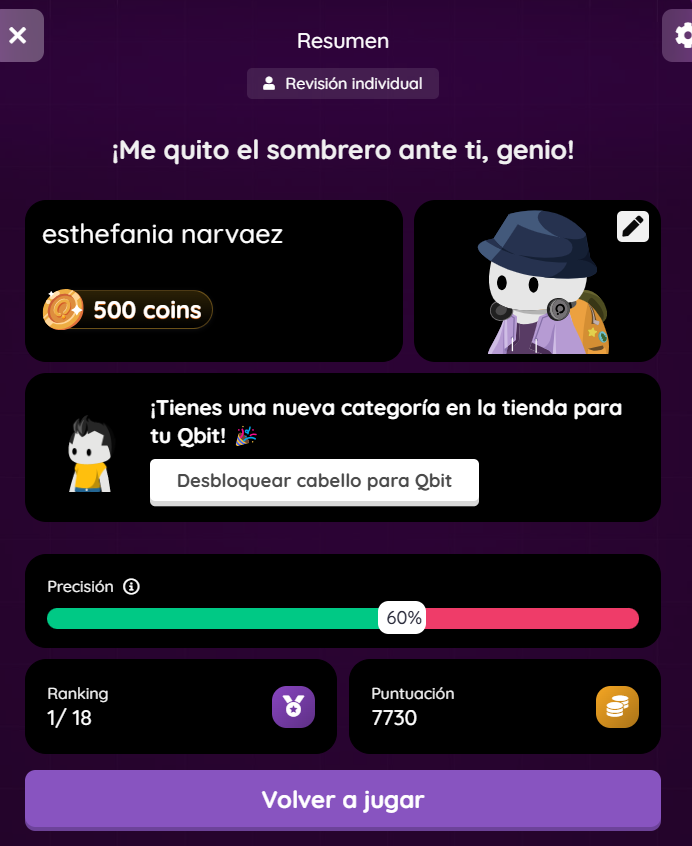 Resumen
Revisión individual
¡Me quito el sombrero ante ti, genio!
esthefania narvaez
500 coins
¡Tienes una nueva categoría en la tienda para
tu Qbit! 🎉
Desbloquear cabello para Qbit
Precisión
60%
Ranking
1/ 18
Puntuación
7730
Volver a jugar